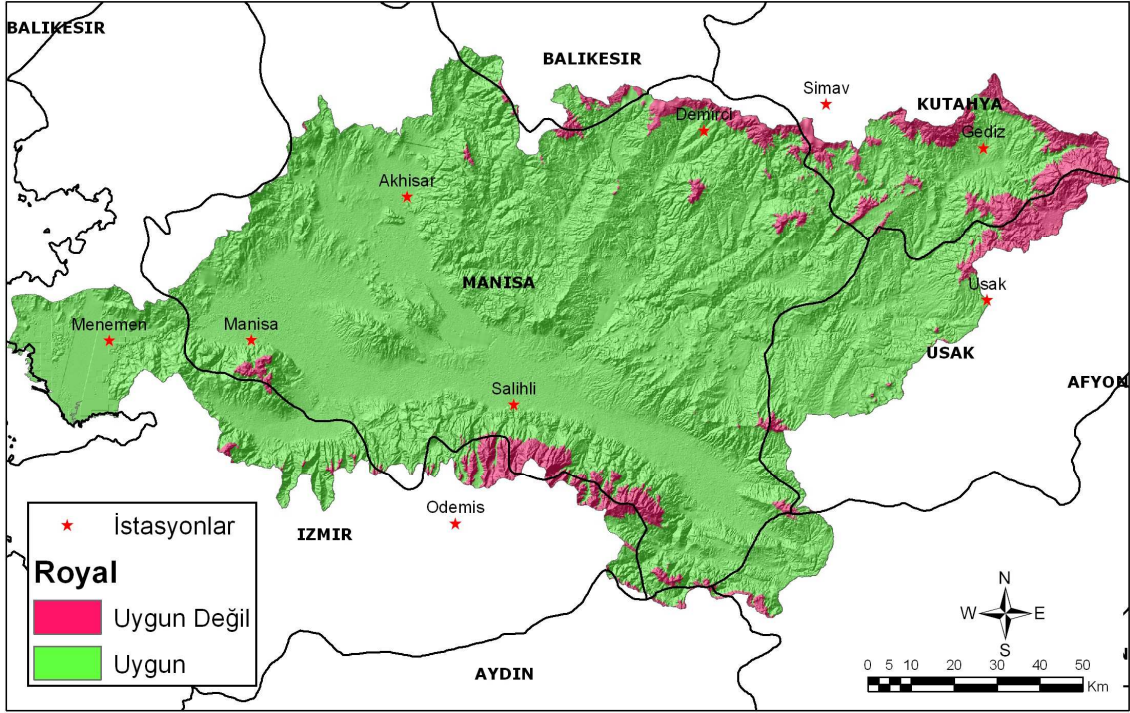 BALIKESIR
BALIKESIR
Simav
KUTAHYA
Demirci
Gediz
Akhisar
MANISA
Usak
Menemen
Manisa
USAK
AFYON
Salihli
Odemis
IZMIR
AYDIN
İstasyonlar
Royal
Uygun Değil
Uygun
N
W E
S
0 5 10 20 30 40 50
Km